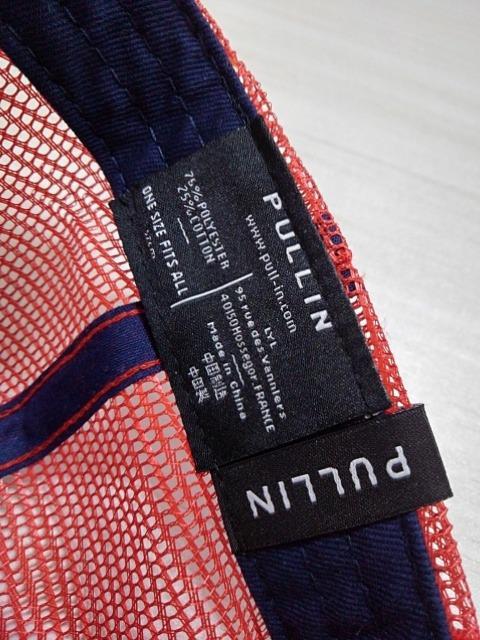 PULLIN
www.pull-in.com
75% POLYESTER
25% COTTON
ONE SIZE FITS ALL
LYL
95 rue des Vanniers
40150 Hossegor, FRANCE
Made in China
中国制造
中国製
PULLIN